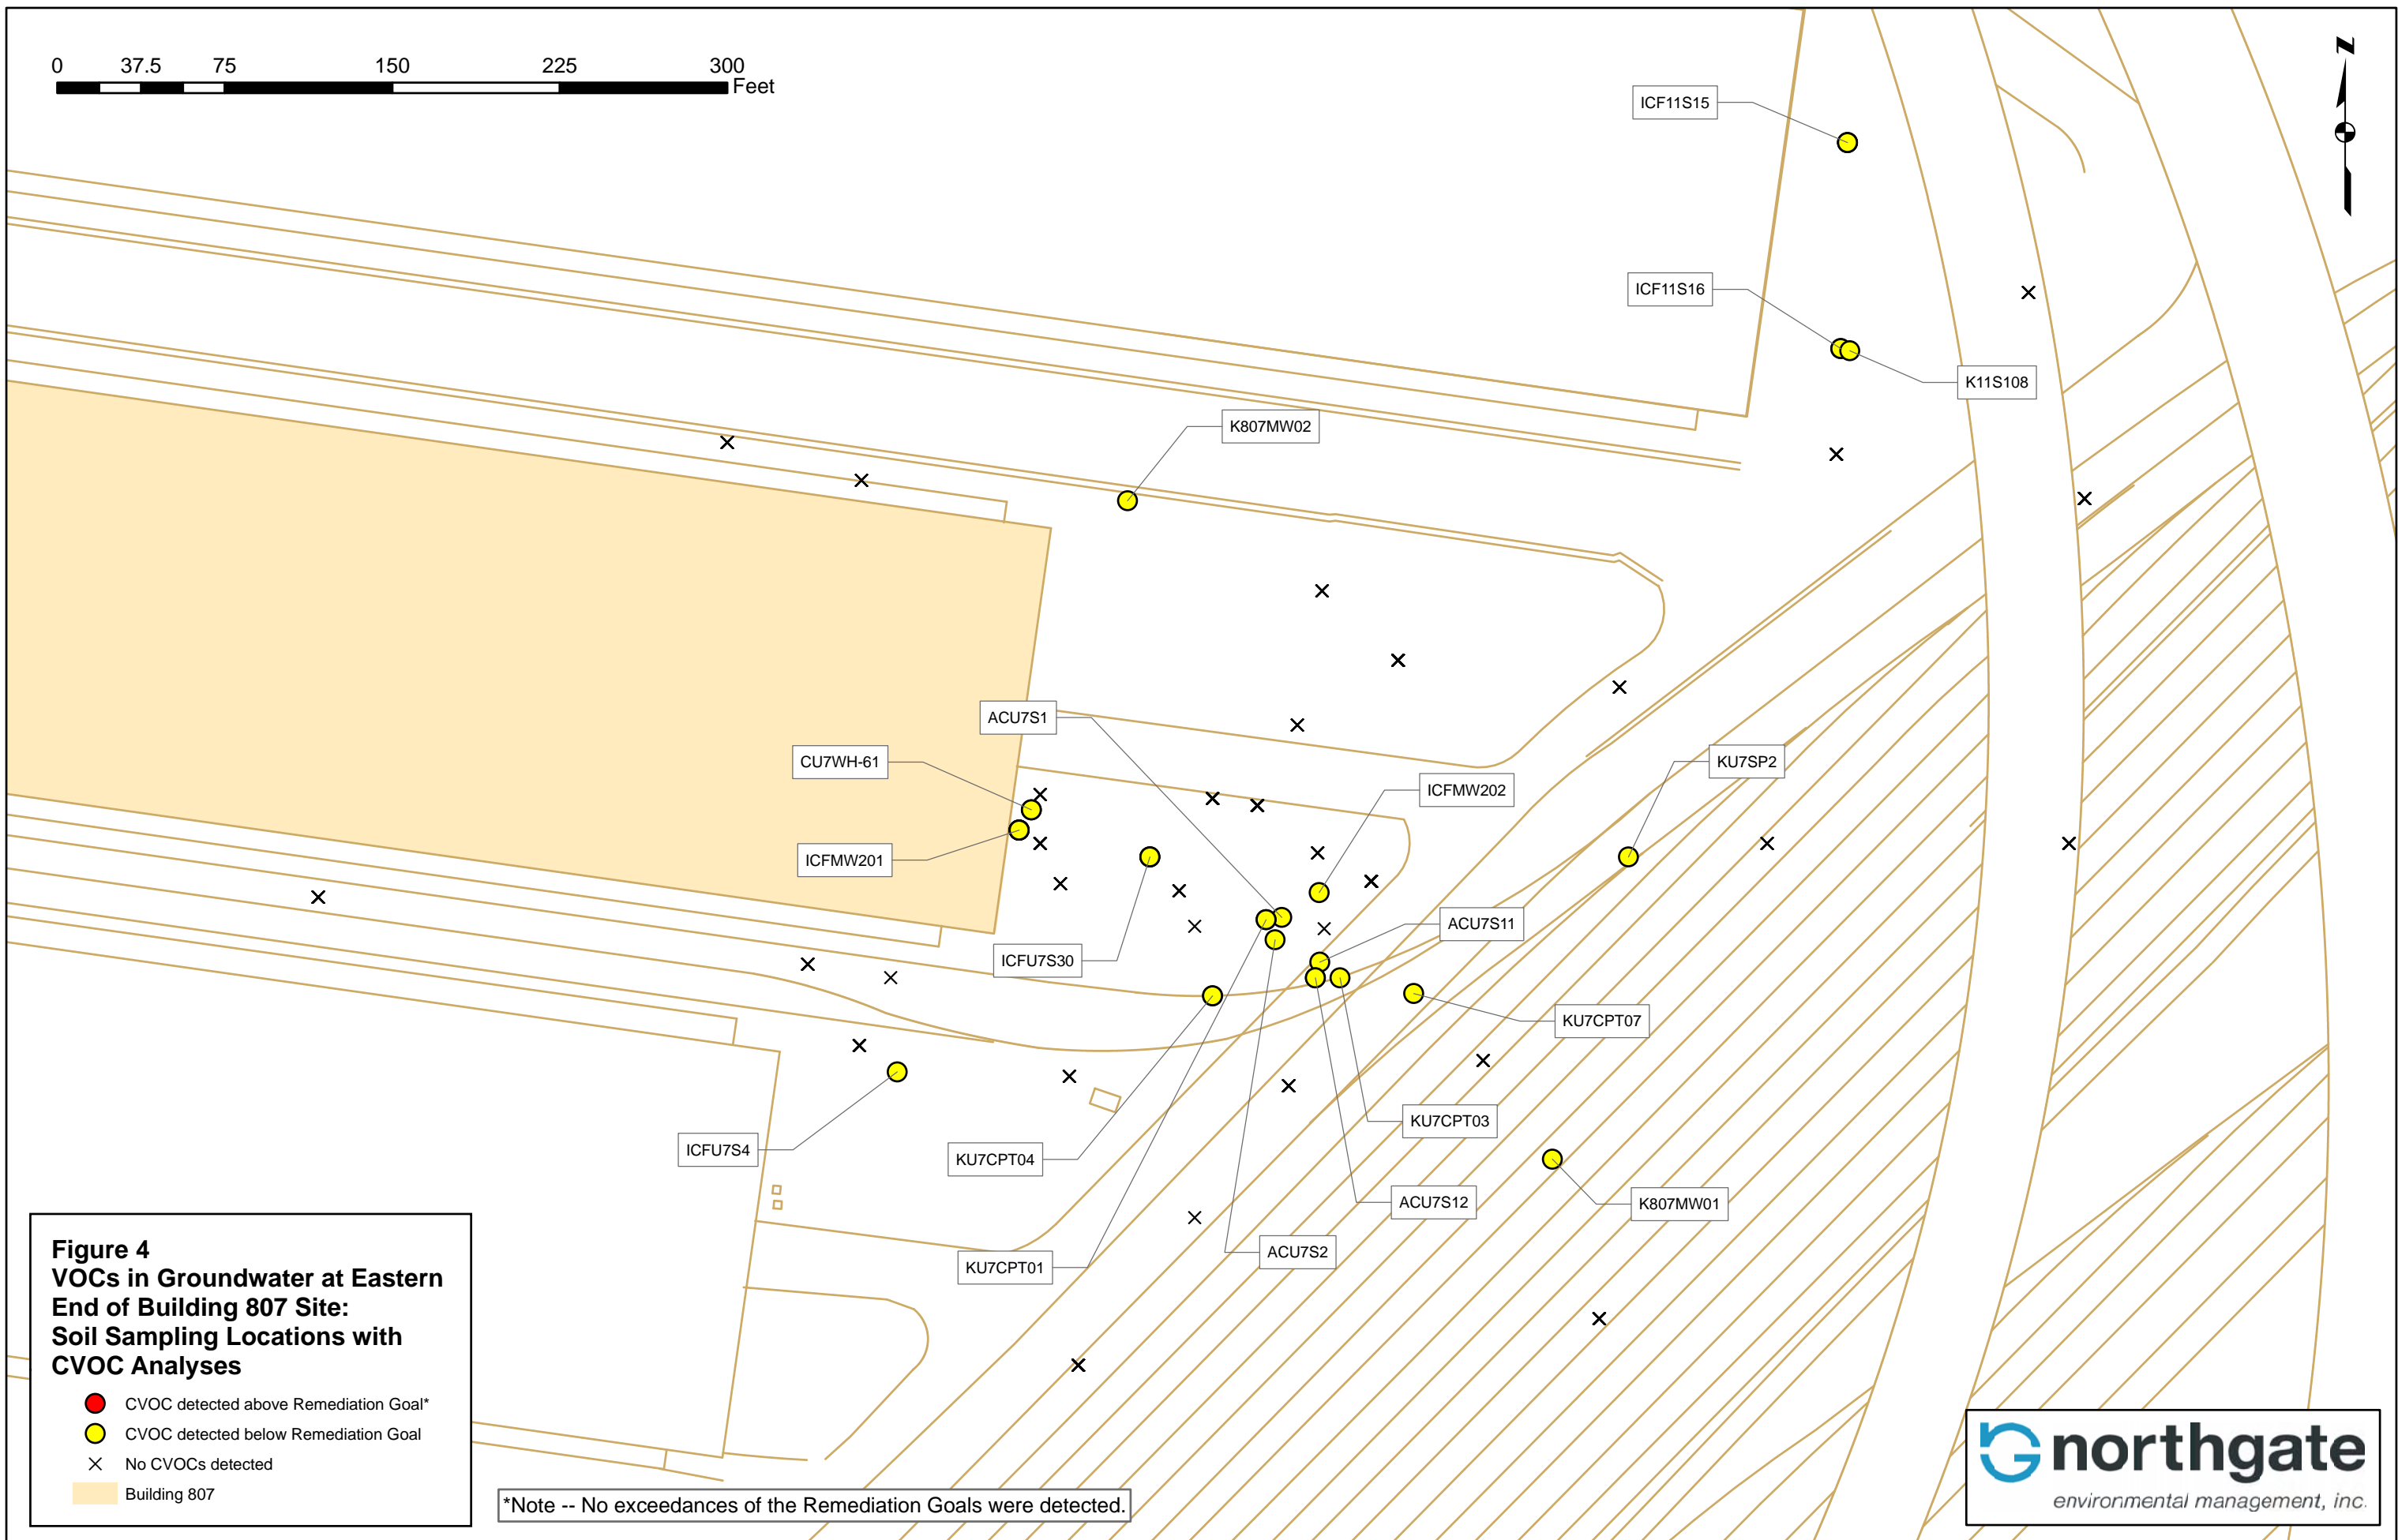 0 37.5 75 150 225 300
Feet
N
ICF11S15
ICF11S16
K11S108
K807MW02
ACU7S1
CU7WH-61
KU7SP2
ICFMW202
ICFMW201
ACU7S11
ICFU7S30
KU7CPT07
KU7CPT03
ICFU7S4
KU7CPT04
ACU7S12
K807MW01
ACU7S2
KU7CPT01
Figure 4
VOCs in Groundwater at Eastern
End of Building 807 Site:
Soil Sampling Locations with
CVOC Analyses
CVOC detected above Remediation Goal*
CVOC detected below Remediation Goal
No CVOCs detected
Building 807
*Note -- No exceedances of the Remediation Goals were detected.
northgate
environmental management, inc.